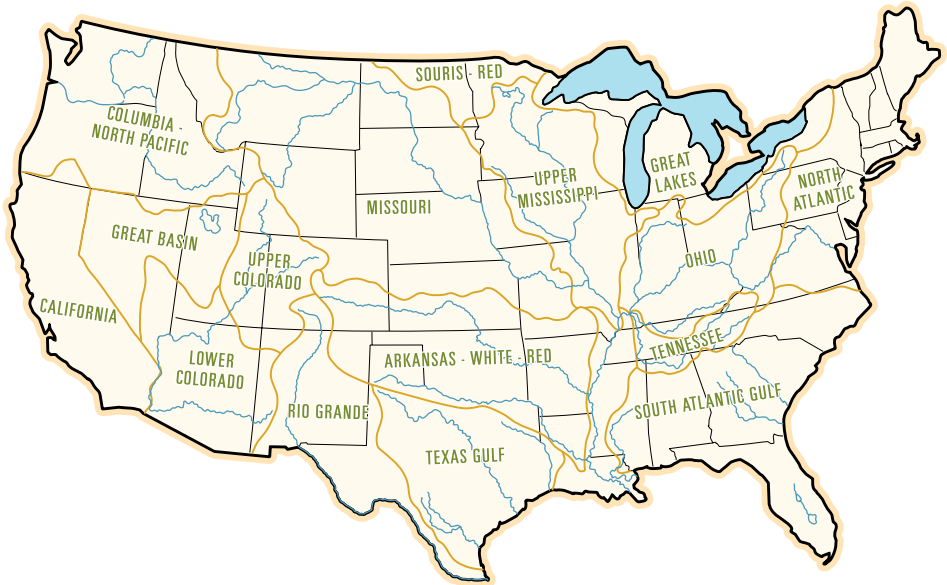 SOURIS - RED
COLUMBIA -
NORTH PACIFIC
GREAT
LAKES
UPPER
MISSISSIPPI
NORTH
ATLANTIC
MISSOURI
GREAT BASIN
UPPER
COLORADO
OHIO
CALIFORNIA
TENNESSEE
LOWER
COLORADO
ARKANSAS - WHITE - RED
RIO GRANDE
SOUTH ATLANTIC GULF
TEXAS GULF